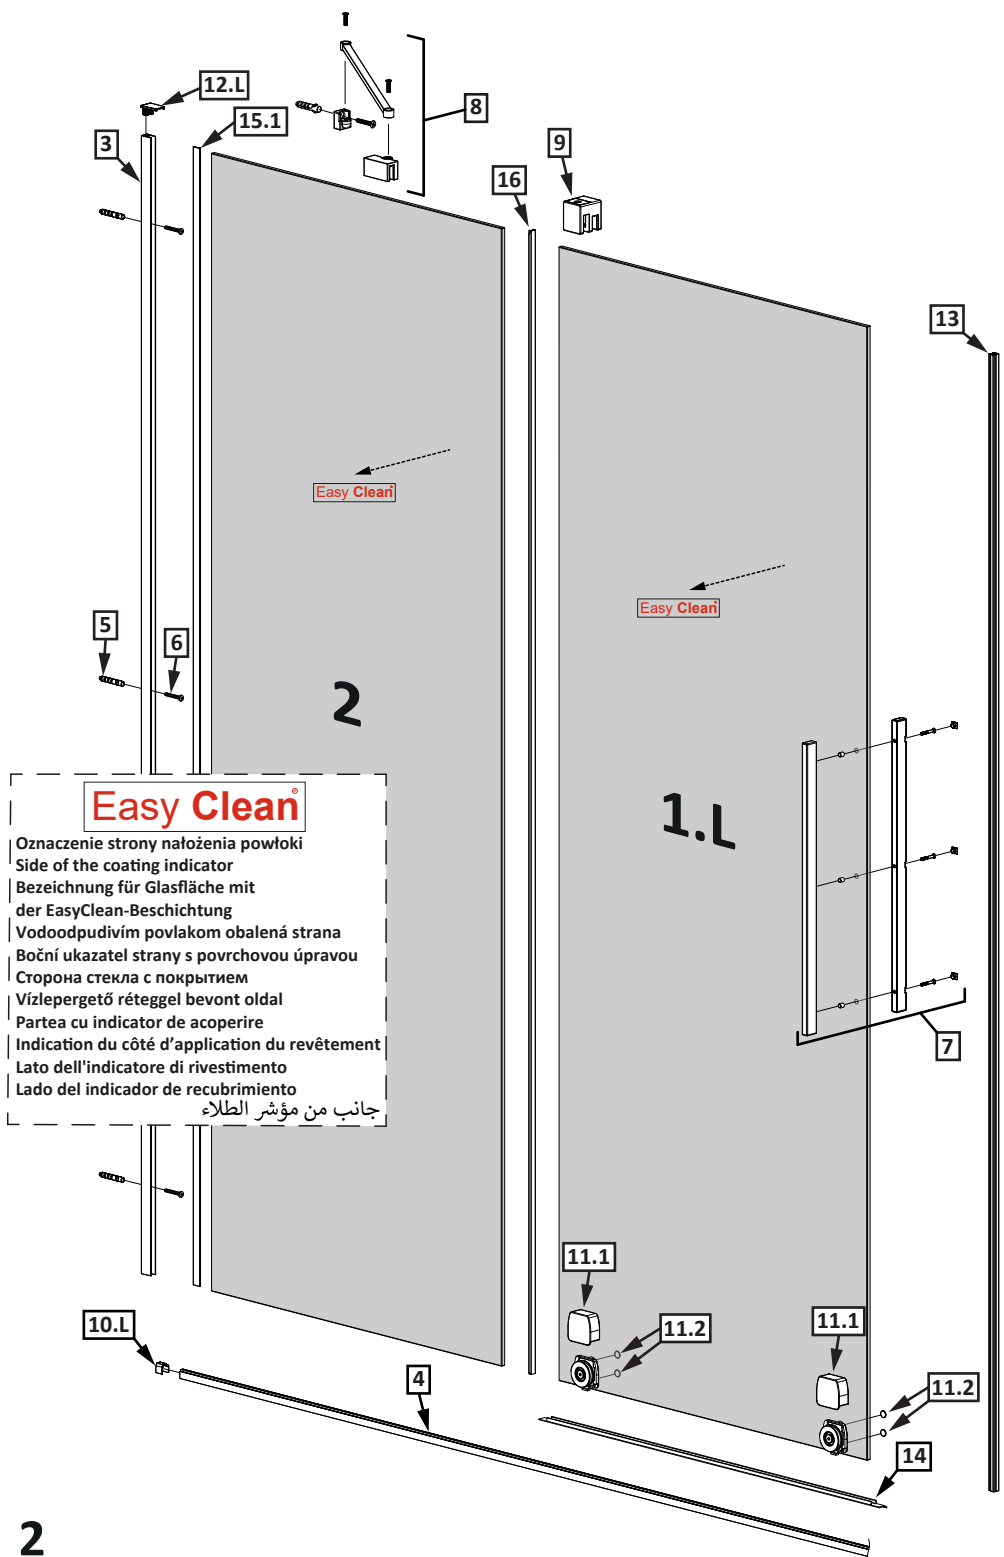 12.L
8
15.1
3
9
16
13
Easy Clean
Easy Clean
5
6
2
1.L
Easy Clean®
Oznaczenie strony nałożenia powłoki
Side of the coating indicator
Bezeichnung für Glasfläche mit
der EasyClean-Beschichtung
Vodoodpudivím povlakom obalená strana
Boční ukazatel strany s povrchovou úpravou
Сторона стекла с покрытием
Vízlepergető réteggel bevont oldal
Partea cu indicator de acoperire
Indication du côté d’application du revêtement
Lato dell'indicatore di rivestimento
Lado del indicador de recubrimiento
جانب من مؤشر الطلاء
7
11.1
10.L
11.2
11.1
4
11.2
14
2